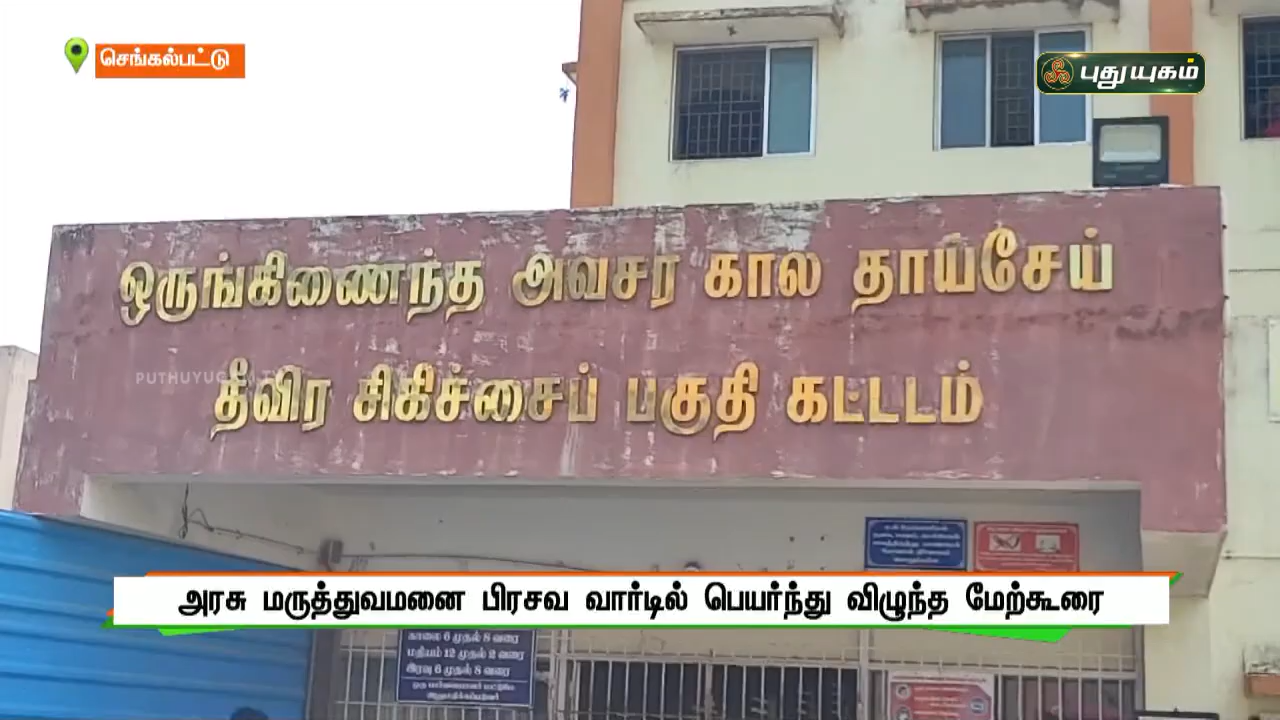 செங்கல்பட்டு
புதுயுகம்
ஒருங்கிணைந்த அவசர கால தாய்சேய்
தீவிர சிகிச்சைப் பகுதி கட்டடம்
PUTHUYUGAM TV
அரசு மருத்துவமனை பிரசவ வார்டில் பெயர்ந்து விழுந்த மேற்கூரை
காலை 6 முதல் 8 வரை
மதியம் 12 முதல் 2 வரை
இரவு 6 முதல் 8 வரை